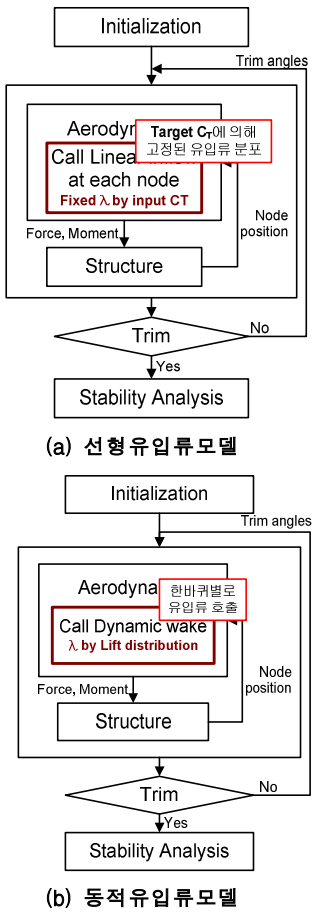 Initialization
Trim angles
Aerodyn
Target CT에 의해
고정된 유입류 분포
Call Linear
at each node
Fixed λ by input CT
Force, Moment
Node
position
Structure
Trim
No
Yes
Stability Analysis
(a) 선형유입류모델
Initialization
Trim angles
Aerodyna
한바퀴별로
유입류 호출
Call Dynamic wake
λ by Lift distribution
Force, Moment
Node
position
Structure
Trim
No
Yes
Stability Analysis
(b) 동적유입류모델